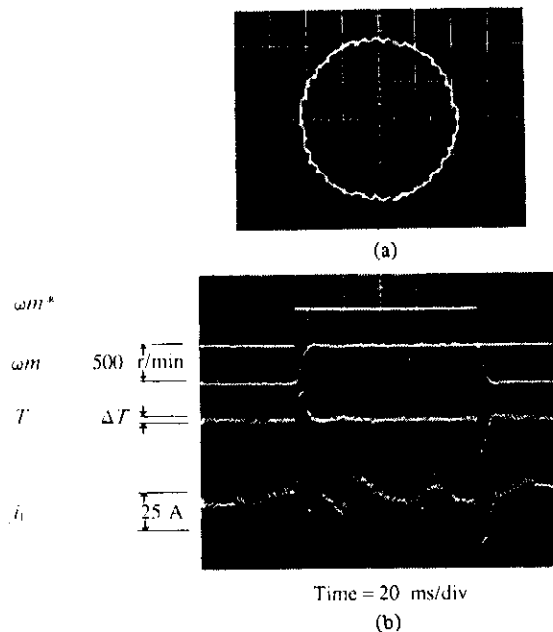 (a)
ωm*
ωm 500 r/min
T ΔT
i₁ 25 A
Time = 20 ms/div
(b)